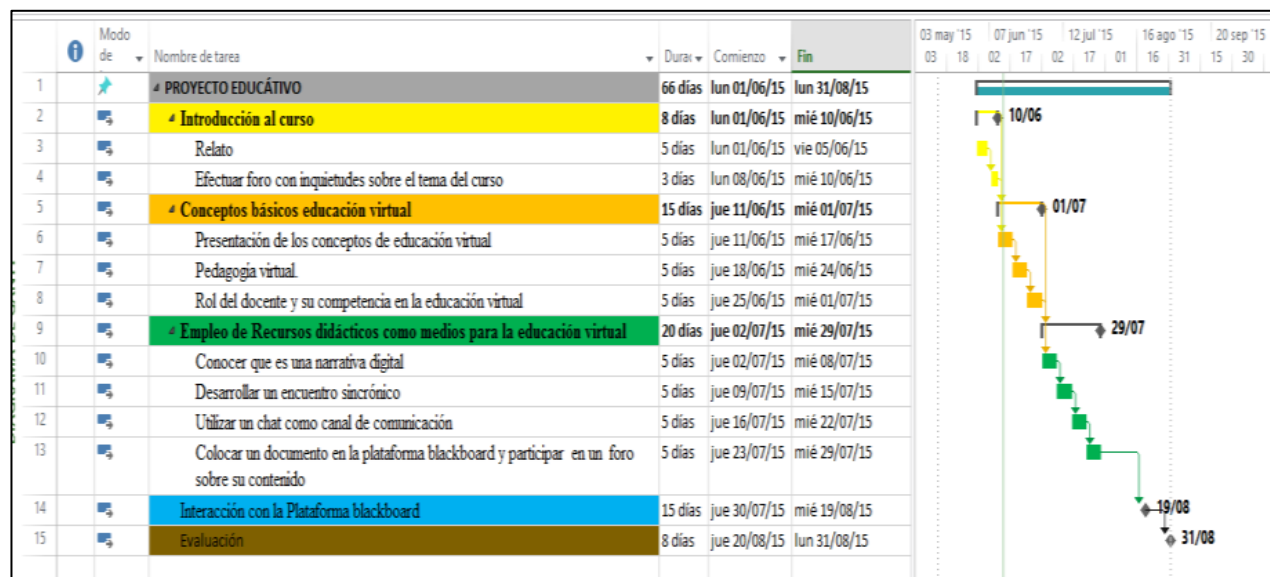 Modo de
Nombre de tarea
Durac
Comienzo
Fin
03 may '15 07 jun '15 12 jul '15 16 ago '15 20 sep '15
03 18 02 17 02 17 01 16 31 15 30
1 PROYECTO EDUCÁTIVO 66 días lun 01/06/15 lun 31/08/15
2 Introducción al curso 8 días lun 01/06/15 mié 10/06/15 10/06
3 Relato 5 días lun 01/06/15 vie 05/06/15
4 Efectuar foro con inquietudes sobre el tema del curso 3 días lun 08/06/15 mié 10/06/15
5 Conceptos básicos educación virtual 15 días jue 11/06/15 mié 01/07/15 01/07
6 Presentación de los conceptos de educación virtual 5 días jue 11/06/15 mié 17/06/15
7 Pedagogía virtual. 5 días jue 18/06/15 mié 24/06/15
8 Rol del docente y su competencia en la educación virtual 5 días jue 25/06/15 mié 01/07/15
9 Empleo de Recursos didácticos como medios para la educación virtual 20 días jue 02/07/15 mié 29/07/15 29/07
10 Conocer que es una narrativa digital 5 días jue 02/07/15 mié 08/07/15
11 Desarrollar un encuentro sincrónico 5 días jue 09/07/15 mié 15/07/15
12 Utilizar un chat como canal de comunicación 5 días jue 16/07/15 mié 22/07/15
13 Colocar un documento en la plataforma blackboard y participar en un foro 5 días jue 23/07/15 mié 29/07/15
sobre su contenido
14 Interacción con la Plataforma blackboard 15 días jue 30/07/15 mié 19/08/15 19/08
15 Evaluación 8 días jue 20/08/15 lun 31/08/15 31/08